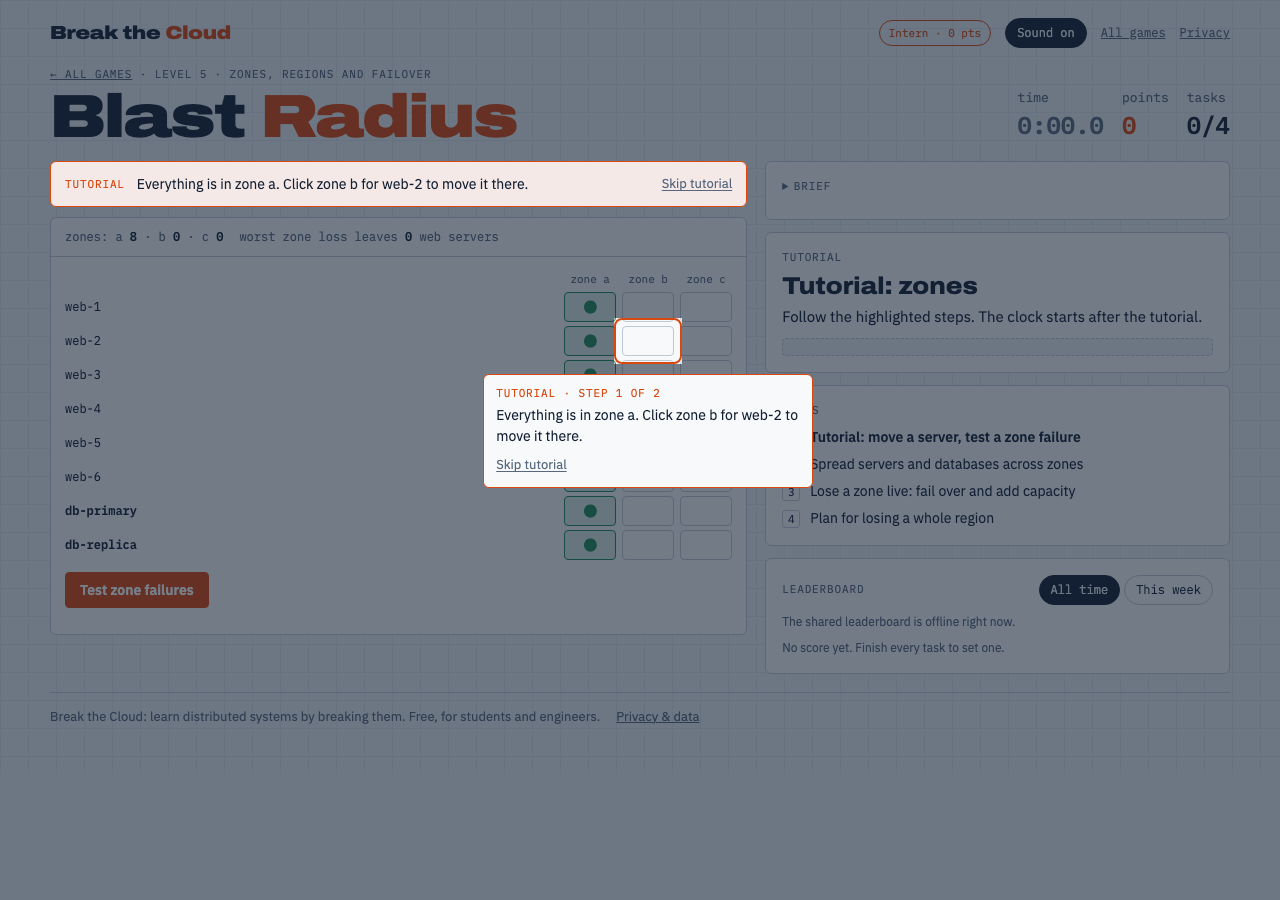 Break the Cloud
Intern · 0 pts
Sound on
All games
Privacy
← ALL GAMES · LEVEL 5 · ZONES, REGIONS AND FAILOVER
Blast Radius
time
points
tasks
0:00.0
0
0/4
TUTORIAL Everything is in zone a. Click zone b for web-2 to move it there. Skip tutorial
zones: a 8 · b 0 · c 0 worst zone loss leaves 0 web servers
zone a zone b zone c
web-1
web-2
web-3
web-4
web-5
web-6
db-primary
db-replica
Test zone failures
TUTORIAL · STEP 1 OF 2
Everything is in zone a. Click zone b for web-2 to
move it there.
Skip tutorial
BRIEF
TUTORIAL
Tutorial: zones
Follow the highlighted steps. The clock starts after the tutorial.
Tutorial: move a server, test a zone failure
Spread servers and databases across zones
3 Lose a zone live: fail over and add capacity
4 Plan for losing a whole region
LEADERBOARD
All time
This week
The shared leaderboard is offline right now.
No score yet. Finish every task to set one.
Break the Cloud: learn distributed systems by breaking them. Free, for students and engineers. Privacy & data